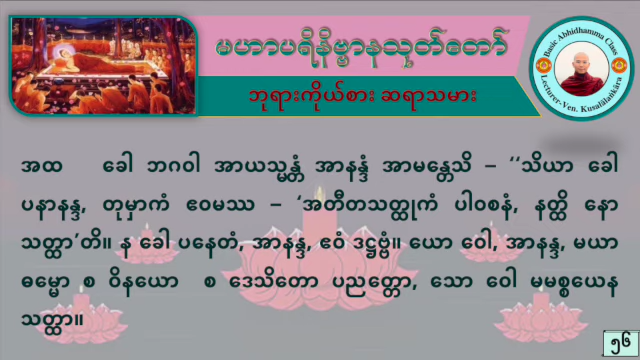 မဟာပရိနိဗ္ဗာနသုတ်တော်
ဘုရားကိုယ်စား ဆရာသမား
Basic Abhidhamma Class
Lecturer-Ven. Kusalālaṅkāra
အထ ခေါ ဘဂဝါ အာယသ္မန္တံ အာနန္ဒံ အာမန္တေသိ – ‘‘သိယာ ခေါ
ပနာနန္ဒ, တုမှာကံ ဧဝမဿ – ‘အတီတသတ္ထုကံ ပါဝစနံ, နတ္ထိ နော
သတ္ထာ’တိ။ န ခေါ ပနေတံ, အာနန္ဒ, ဧဝံ ဒဋ္ဌဗ္ဗံ။ ယော ဝေါ, အာနန္ဒ, မယာ
ဓမ္မော စ ဝိနယော စ ဒေသိတော ပညတ္တော, သော ဝေါ မမစ္စယေန
သတ္ထာ။
၅၆